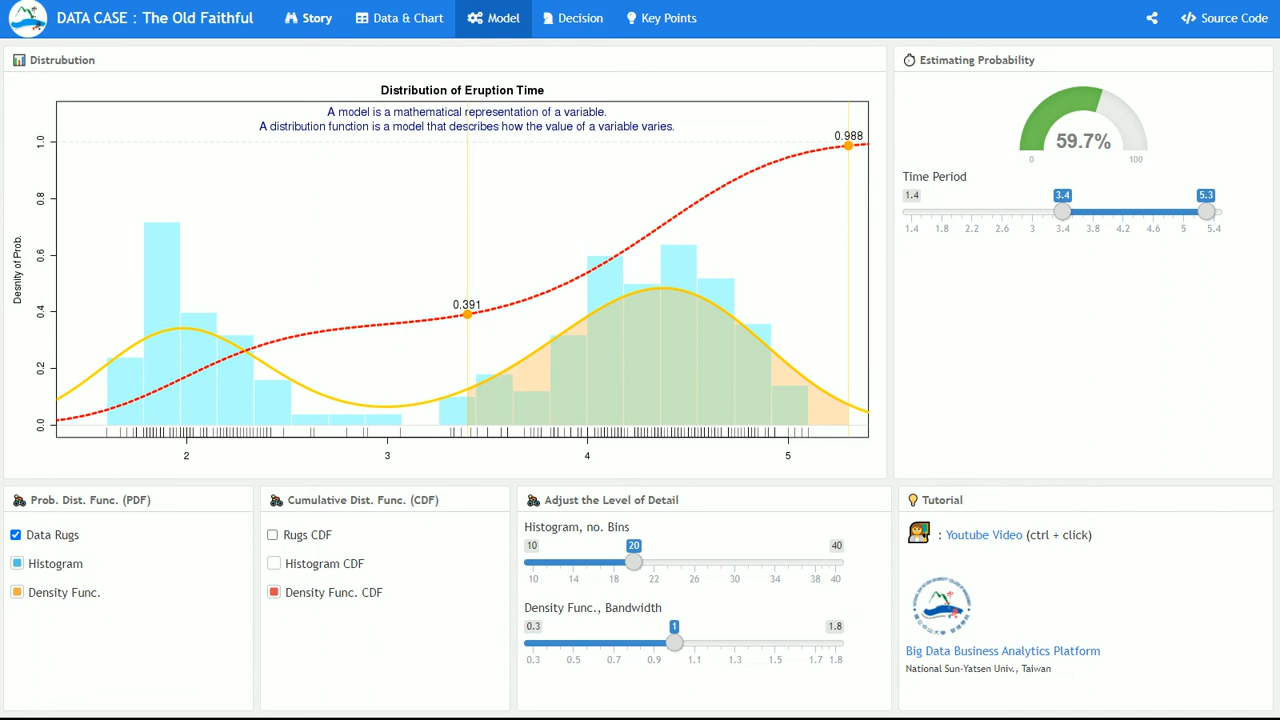 DATA CASE : The Old Faithful
Story
Data & Chart
Model
Decision
Key Points
Source Code
Distrubution
Distribution of Eruption Time
A model is a mathematical representation of a variable.
A distribution function is a model that describes how the value of a variable varies.
Desnity of Prob.
0.0 0.2 0.4 0.6 0.8 1.0
0.391
0.988
2 3 4 5
Estimating Probability
59.7%
0 100
Time Period
1.4 3.4 5.3
1.4 1.8 2.2 2.6 3 3.4 3.8 4.2 4.6 5 5.4
Prob. Dist. Func. (PDF)
Data Rugs
Histogram
Density Func.
Cumulative Dist. Func. (CDF)
Rugs CDF
Histogram CDF
Density Func. CDF
Adjust the Level of Detail
Histogram, no. Bins
10 20 40
10 14 18 22 26 30 34 38 40
Density Func., Bandwidth
0.3 1 1.8
0.3 0.5 0.7 0.9 1.1 1.3 1.5 1.7 1.8
Tutorial
: Youtube Video (ctrl + click)
Big Data Business Analytics Platform
National Sun-Yatsen Univ., Taiwan